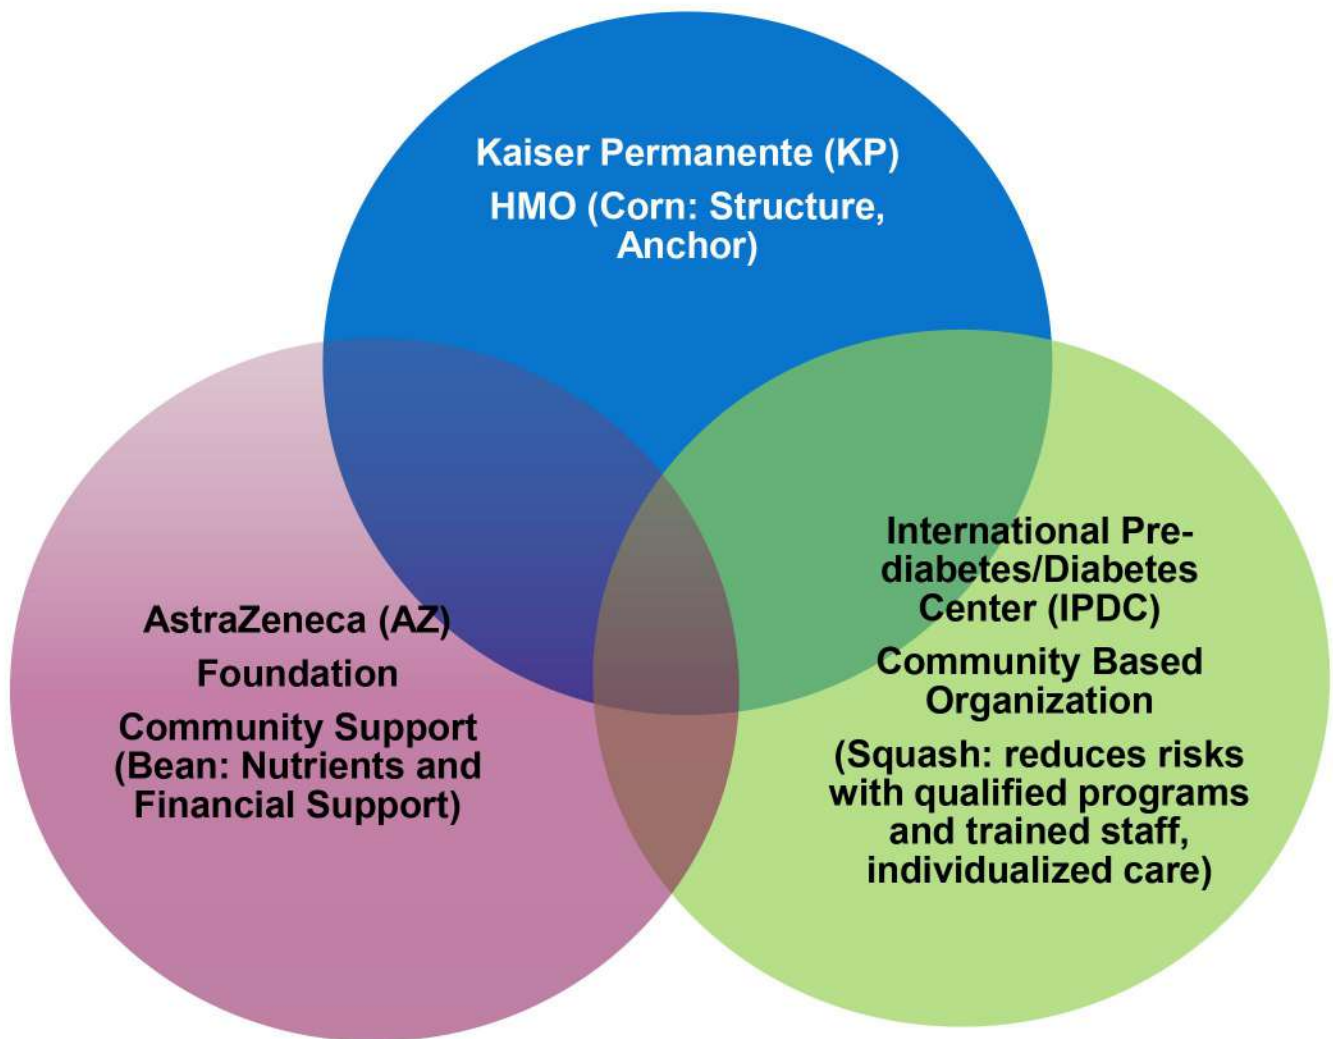 Kaiser Permanente (KP)
HMO (Corn: Structure,
Anchor)
AstraZeneca (AZ)
Foundation
Community Support
(Bean: Nutrients and
Financial Support)
International Pre-
diabetes/Diabetes
Center (IPDC)
Community Based
Organization
(Squash: reduces risks
with qualified programs
and trained staff,
individualized care)